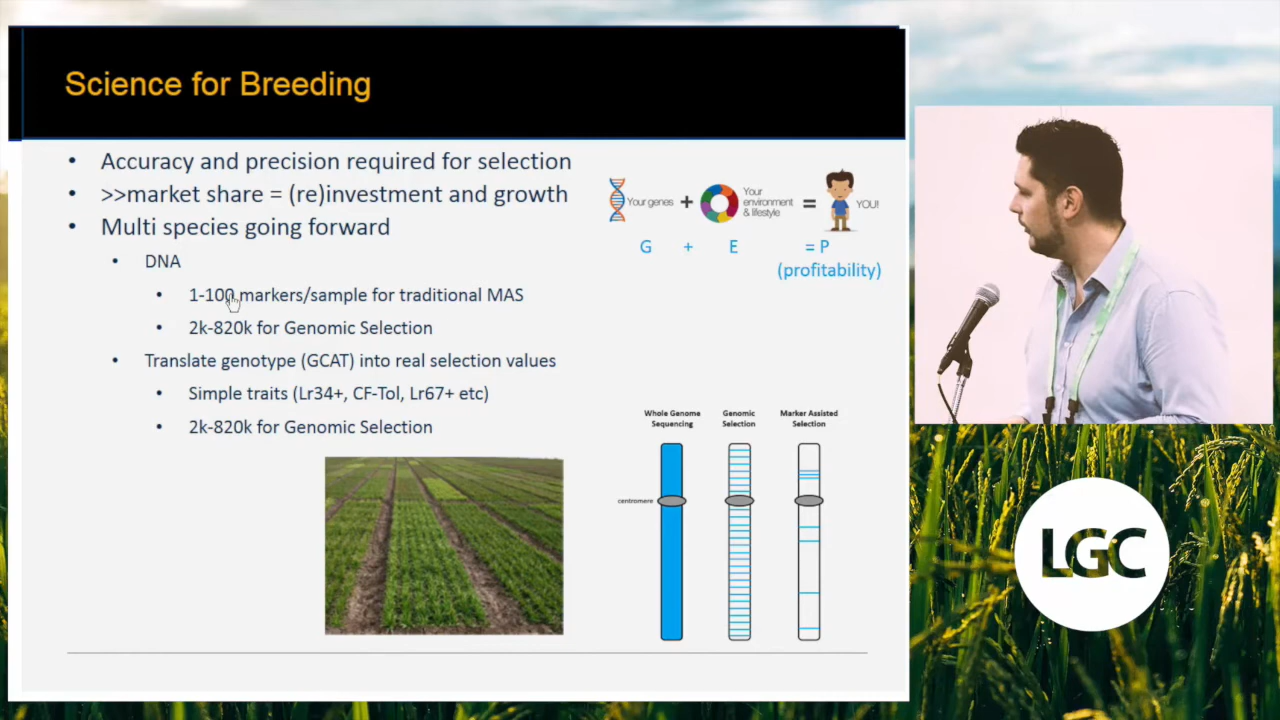 Science for Breeding
Accuracy and precision required for selection
>>market share = (re)investment and growth
Multi species going forward
DNA
1-100 markers/sample for traditional MAS
2k-820k for Genomic Selection
Translate genotype (GCAT) into real selection values
Simple traits (Lr34+, CF-Tol, Lr67+ etc)
2k-820k for Genomic Selection
Your genes + Your environment & lifestyle = YOU!
G + E = P
(profitability)
Whole Genome Sequencing
Genomic Selection
Marker Assisted Selection
centromere
LGC